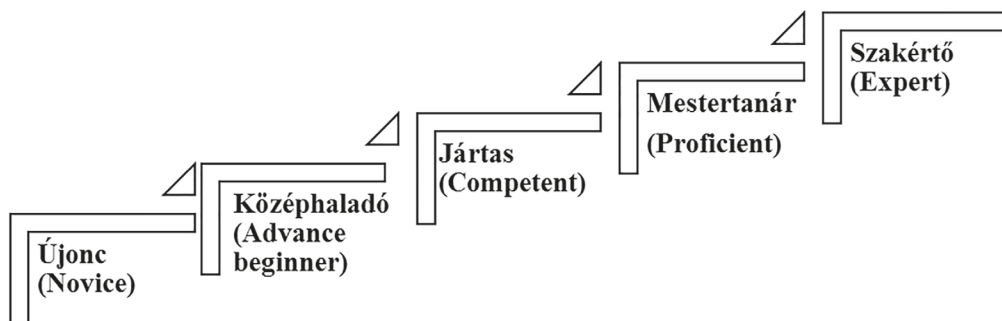 Újonc
(Novice)
Középhaladó
(Advance
beginner)
Jártas
(Competent)
Mestertanár
(Proficient)
Szakértő
(Expert)